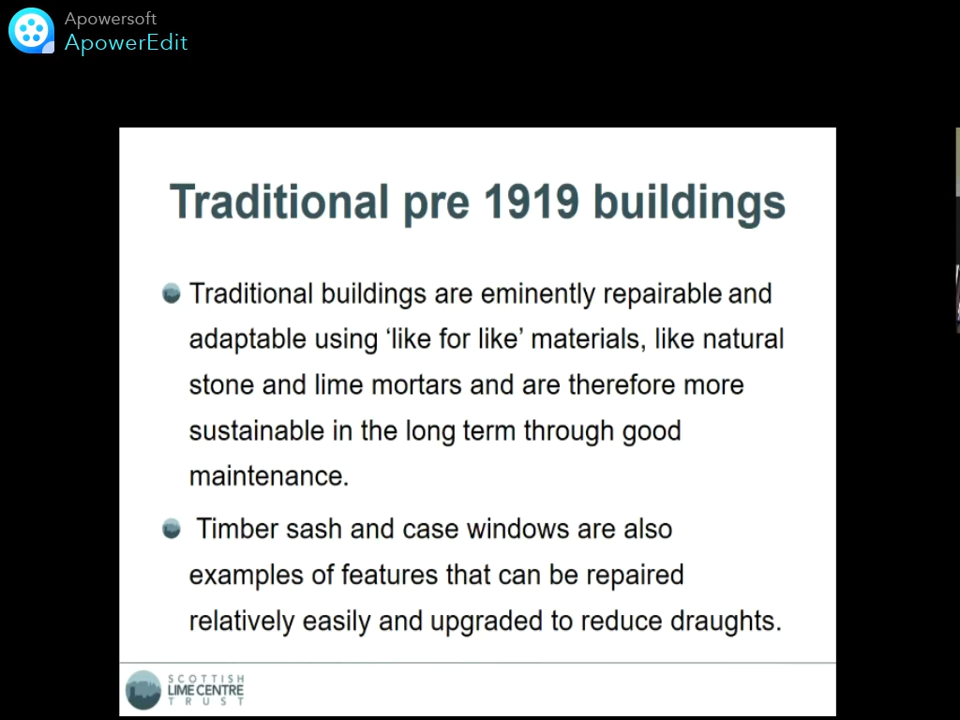 Apowersoft
ApowerEdit
Traditional pre 1919 buildings
Traditional buildings are eminently repairable and
adaptable using ‘like for like’ materials, like natural
stone and lime mortars and are therefore more
sustainable in the long term through good
maintenance.
Timber sash and case windows are also
examples of features that can be repaired
relatively easily and upgraded to reduce draughts.
SCOTTISH
LIME CENTRE
TRUST